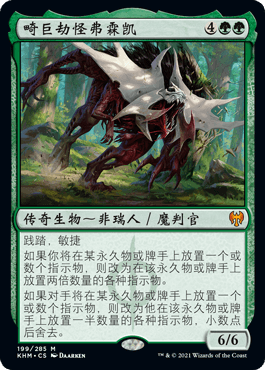 畸巨劫怪弗霖凯 4
传奇生物～非瑞人／魔判官
践踏，敏捷
如果你将在某永久物或牌手上放置一个或
数个指示物，则改为在该永久物或牌手上
放置两倍数量的各种指示物。
如果对手将在某永久物或牌手上放置一个
或数个指示物，则改为他在该永久物或牌
手上放置一半数量的各种指示物，小数点
后舍去。
6/6
199/285 M
KHM • CS DAARKEN
™ & © 2021 Wizards of the Coast